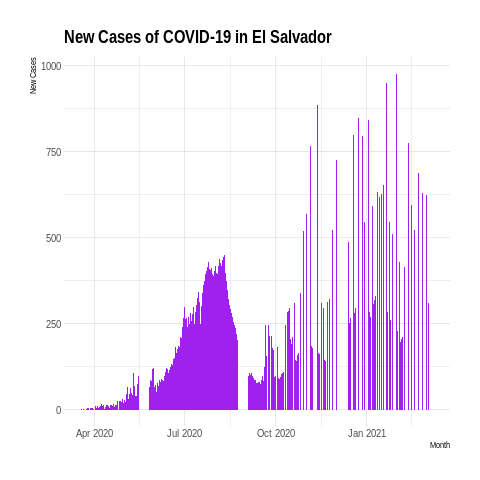 New Cases of COVID-19 in El Salvador
New Cases
1000
750
500
250
0
Apr 2020
Jul 2020
Oct 2020
Jan 2021
Month